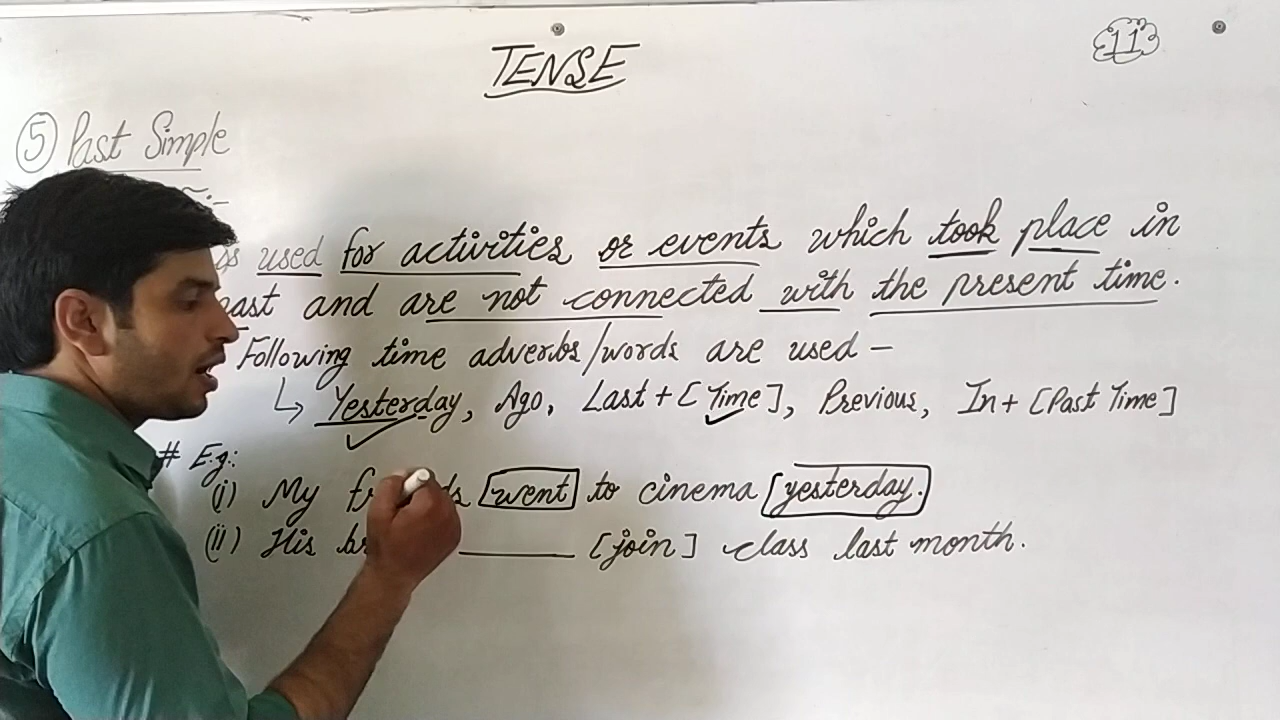 TENSE
11
5 Past Simple
used for activities or events which took place in
and are not connected with the present time.
Following time adverbs/words are used –
↳ Yesterday, Ago, Last + [Time], Previous, In + [Past Time]
# E.g.:
(i) My went to cinema yesterday.
(ii) His ______ [join] class last month.